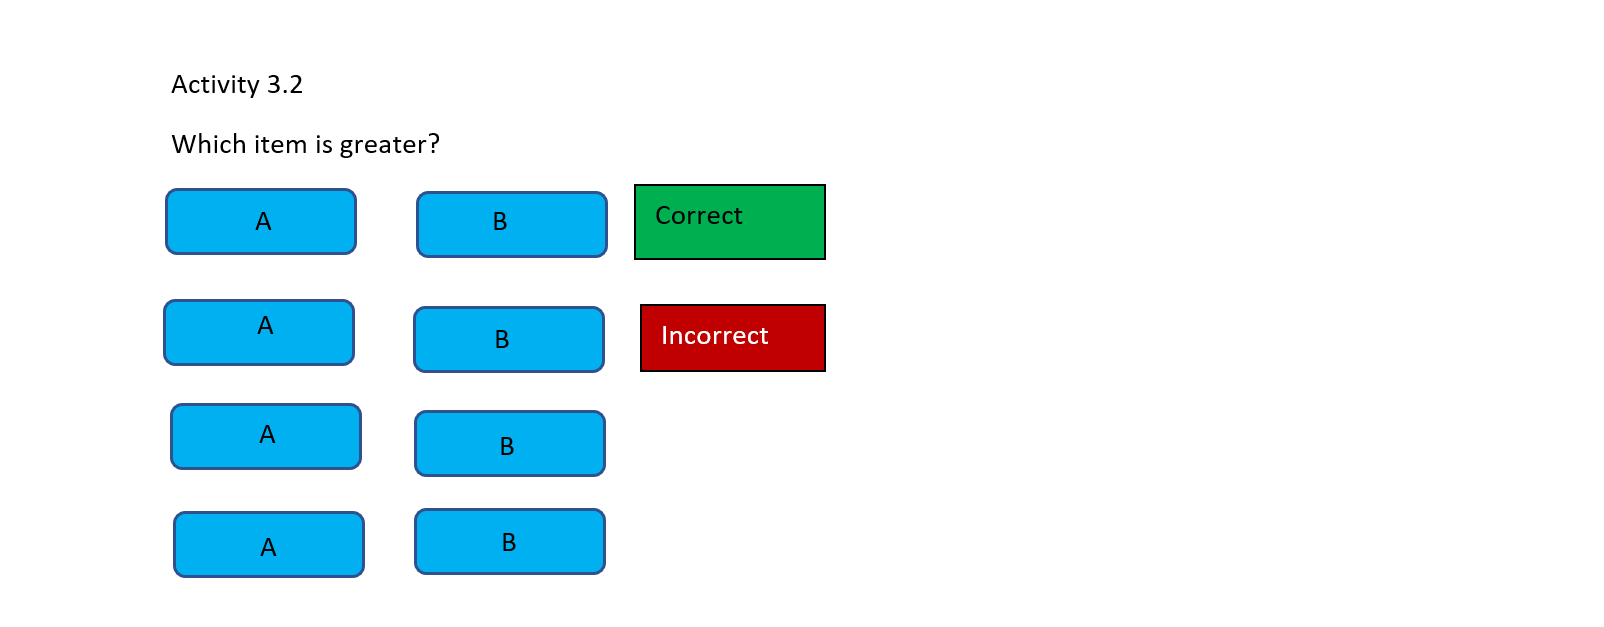 Activity 3.2
Which item is greater?
A B Correct
A B Incorrect
A B
A B